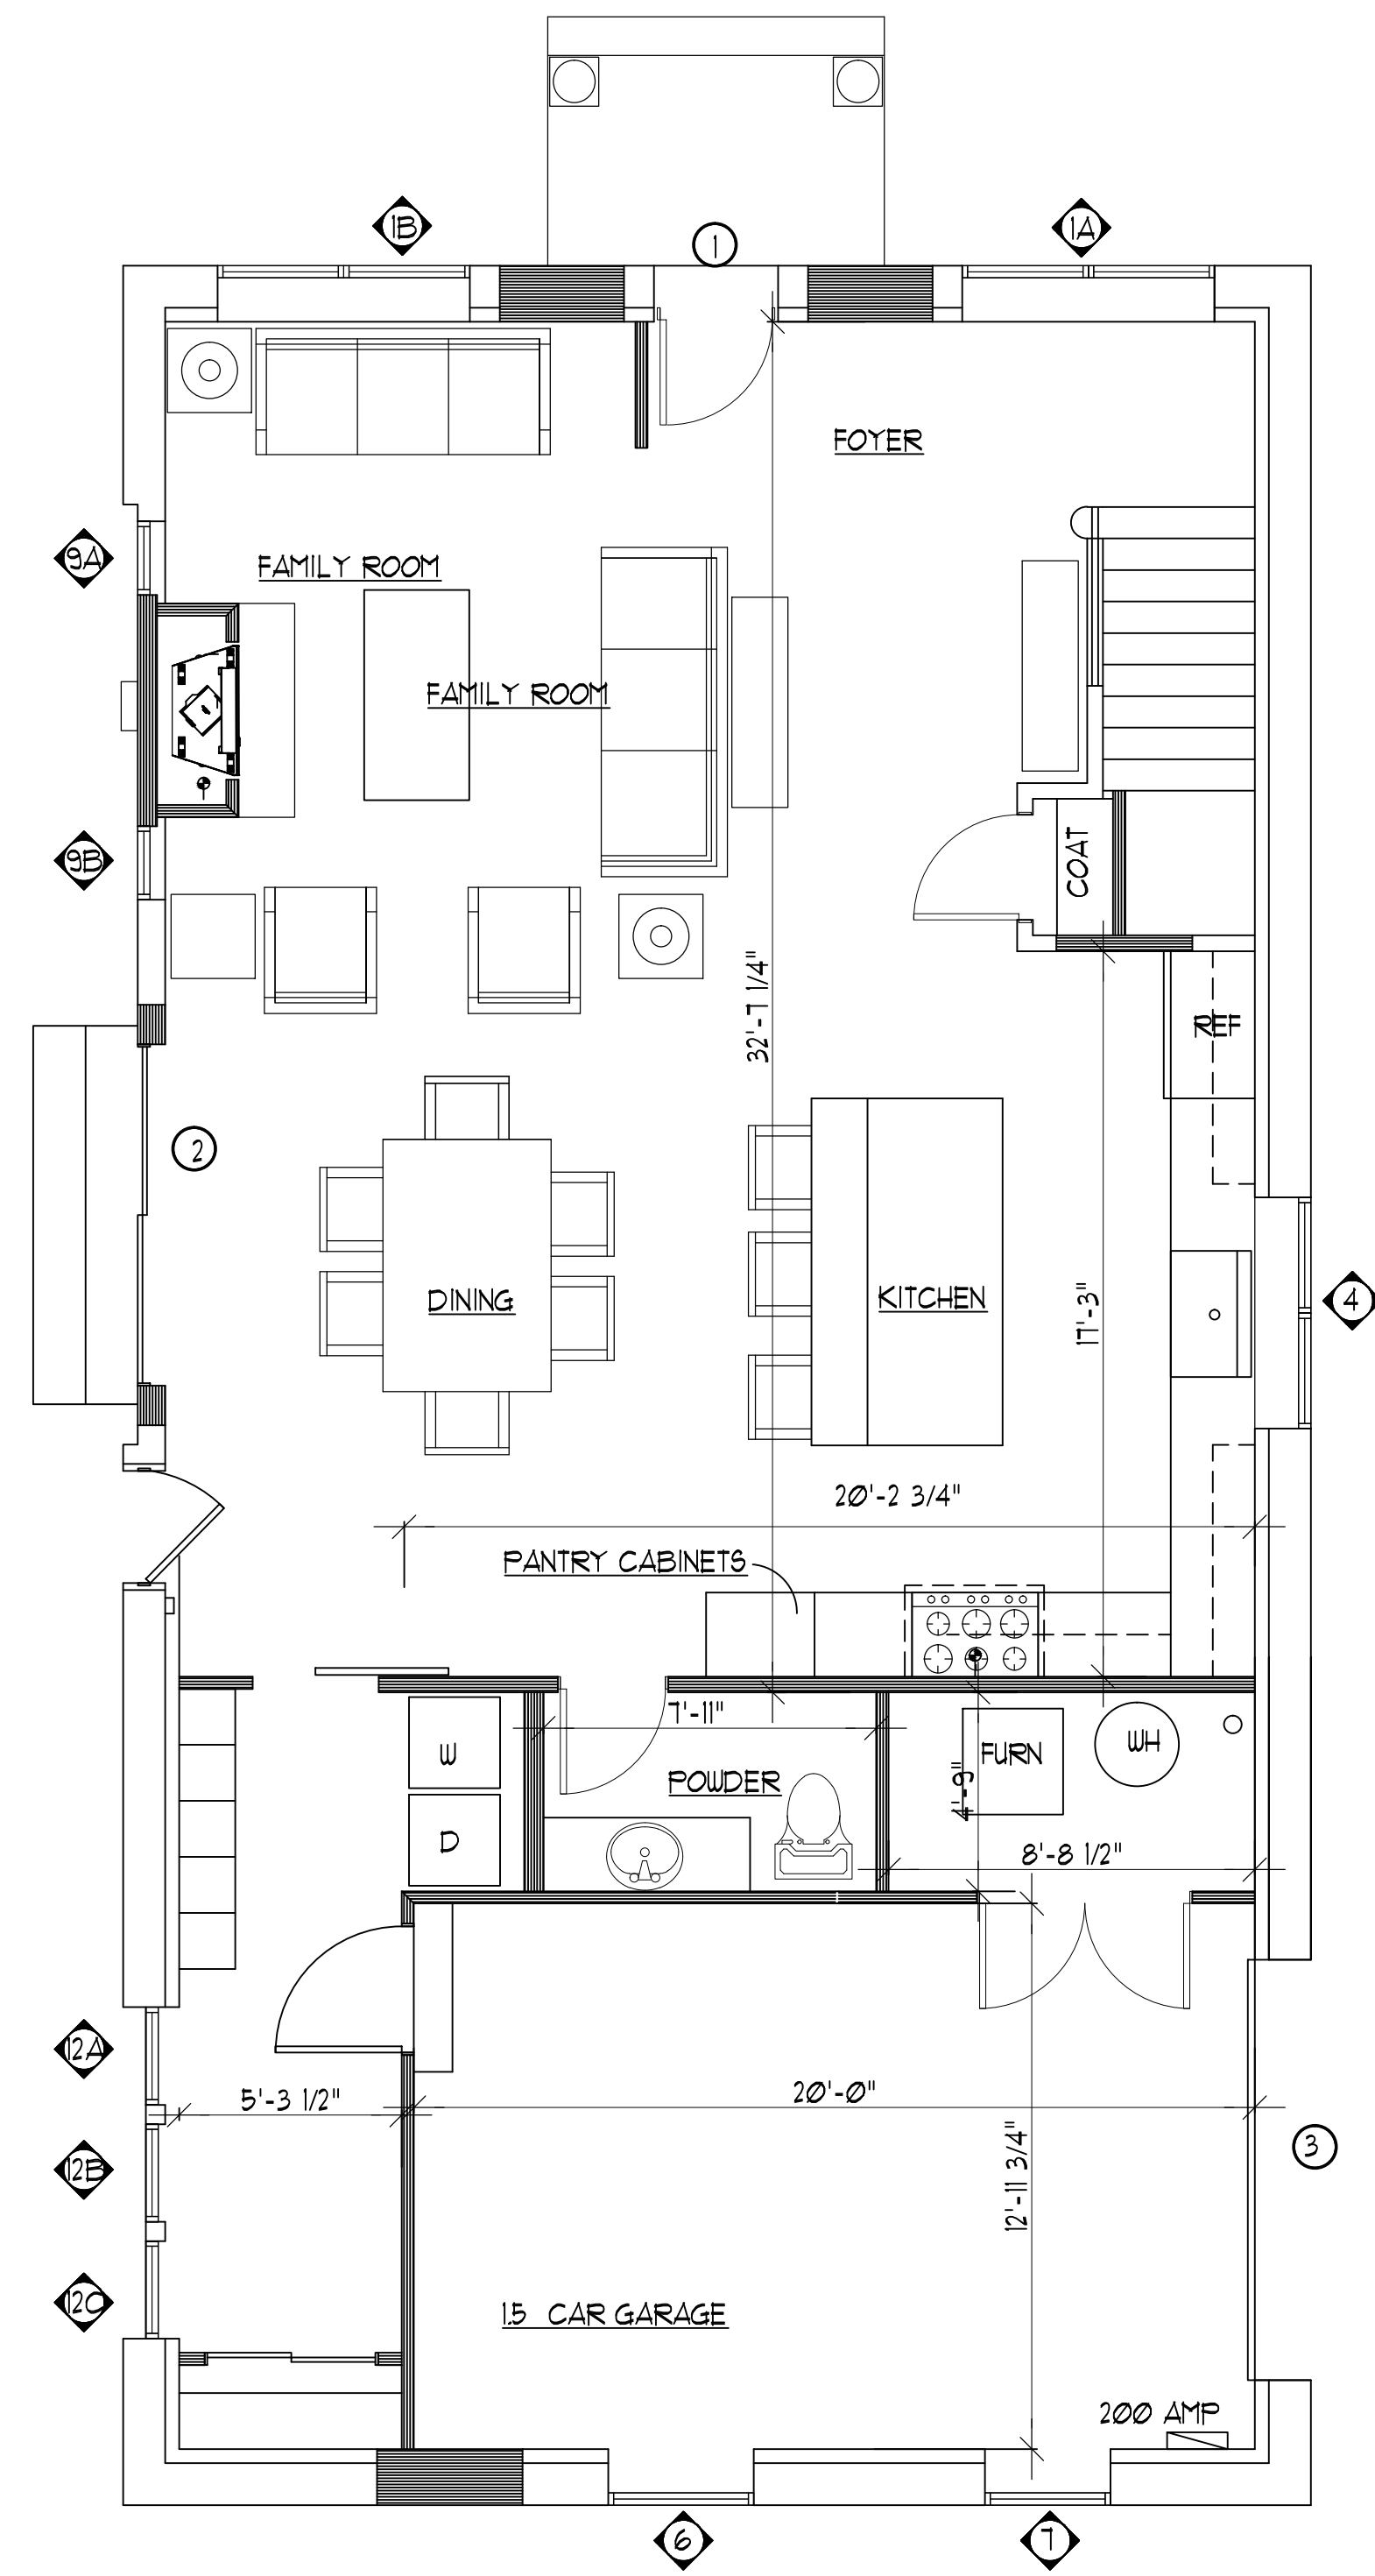 1B
1
1A
FOYER
9A
FAMILY ROOM
FAMILY ROOM
9B
COAT
32'-7 1/4"
REF
2
DINING
KITCHEN
17'-3"
4
20'-2 3/4"
PANTRY CABINETS
7'-11"
W
FURN
WH
POWDER
4'-9"
D
8'-8 1/2"
12A
5'-3 1/2"
20'-0"
12'-11 3/4"
3
12B
12C
1.5 CAR GARAGE
200 AMP
6
7